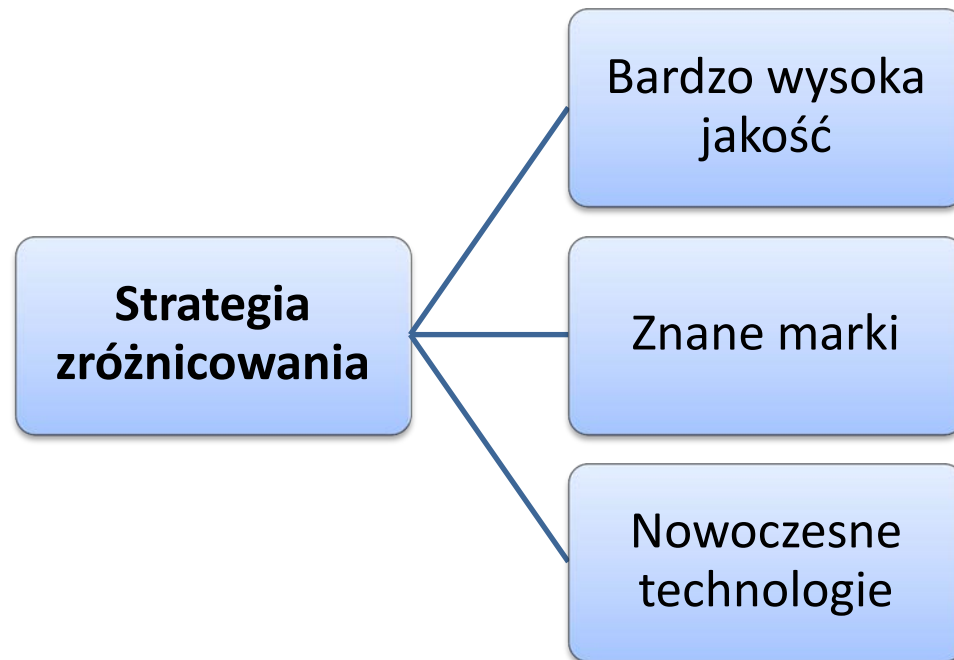 Bardzo wysoka
jakość
Strategia
zróżnicowania
Znane marki
Nowoczesne
technologie